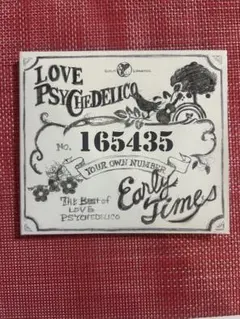 LOVE
PSYCHEDELICO
No. 165435
YOUR OWN NUMBER
Early
Times
THE BEST of
LOVE
PSYCHEDELICO